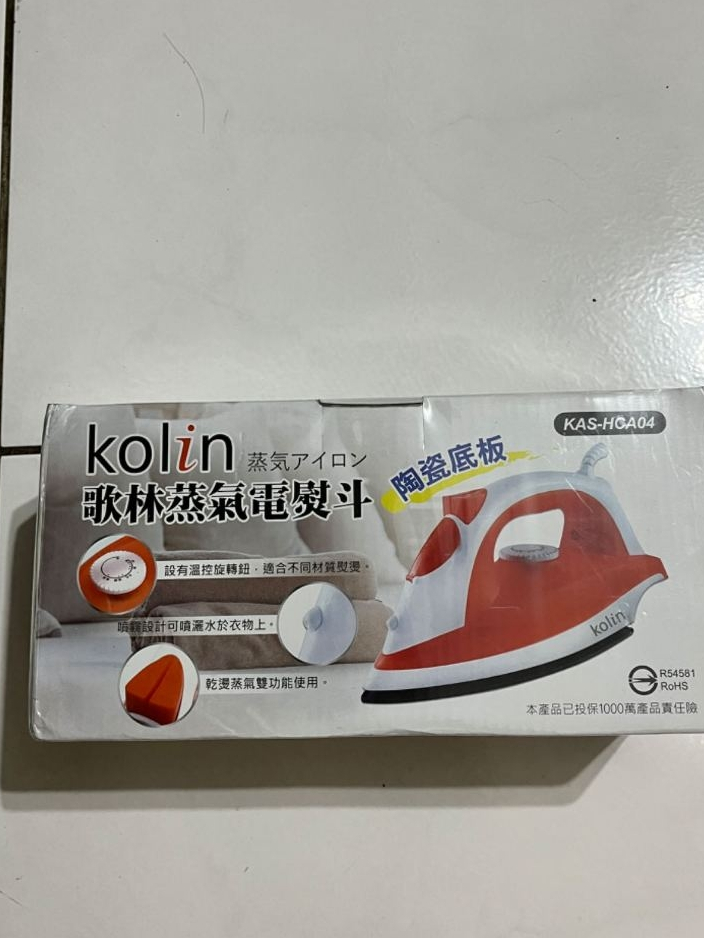 KAS-HCA04
kolin 蒸気アイロン
歌林蒸氣電熨斗
陶瓷底板
設有溫控旋轉鈕，適合不同材質熨燙。
噴霧設計可噴灑水於衣物上。
乾燙蒸氣雙功能使用。
kolin
R54581
RoHS
本產品已投保1000萬產品責任險